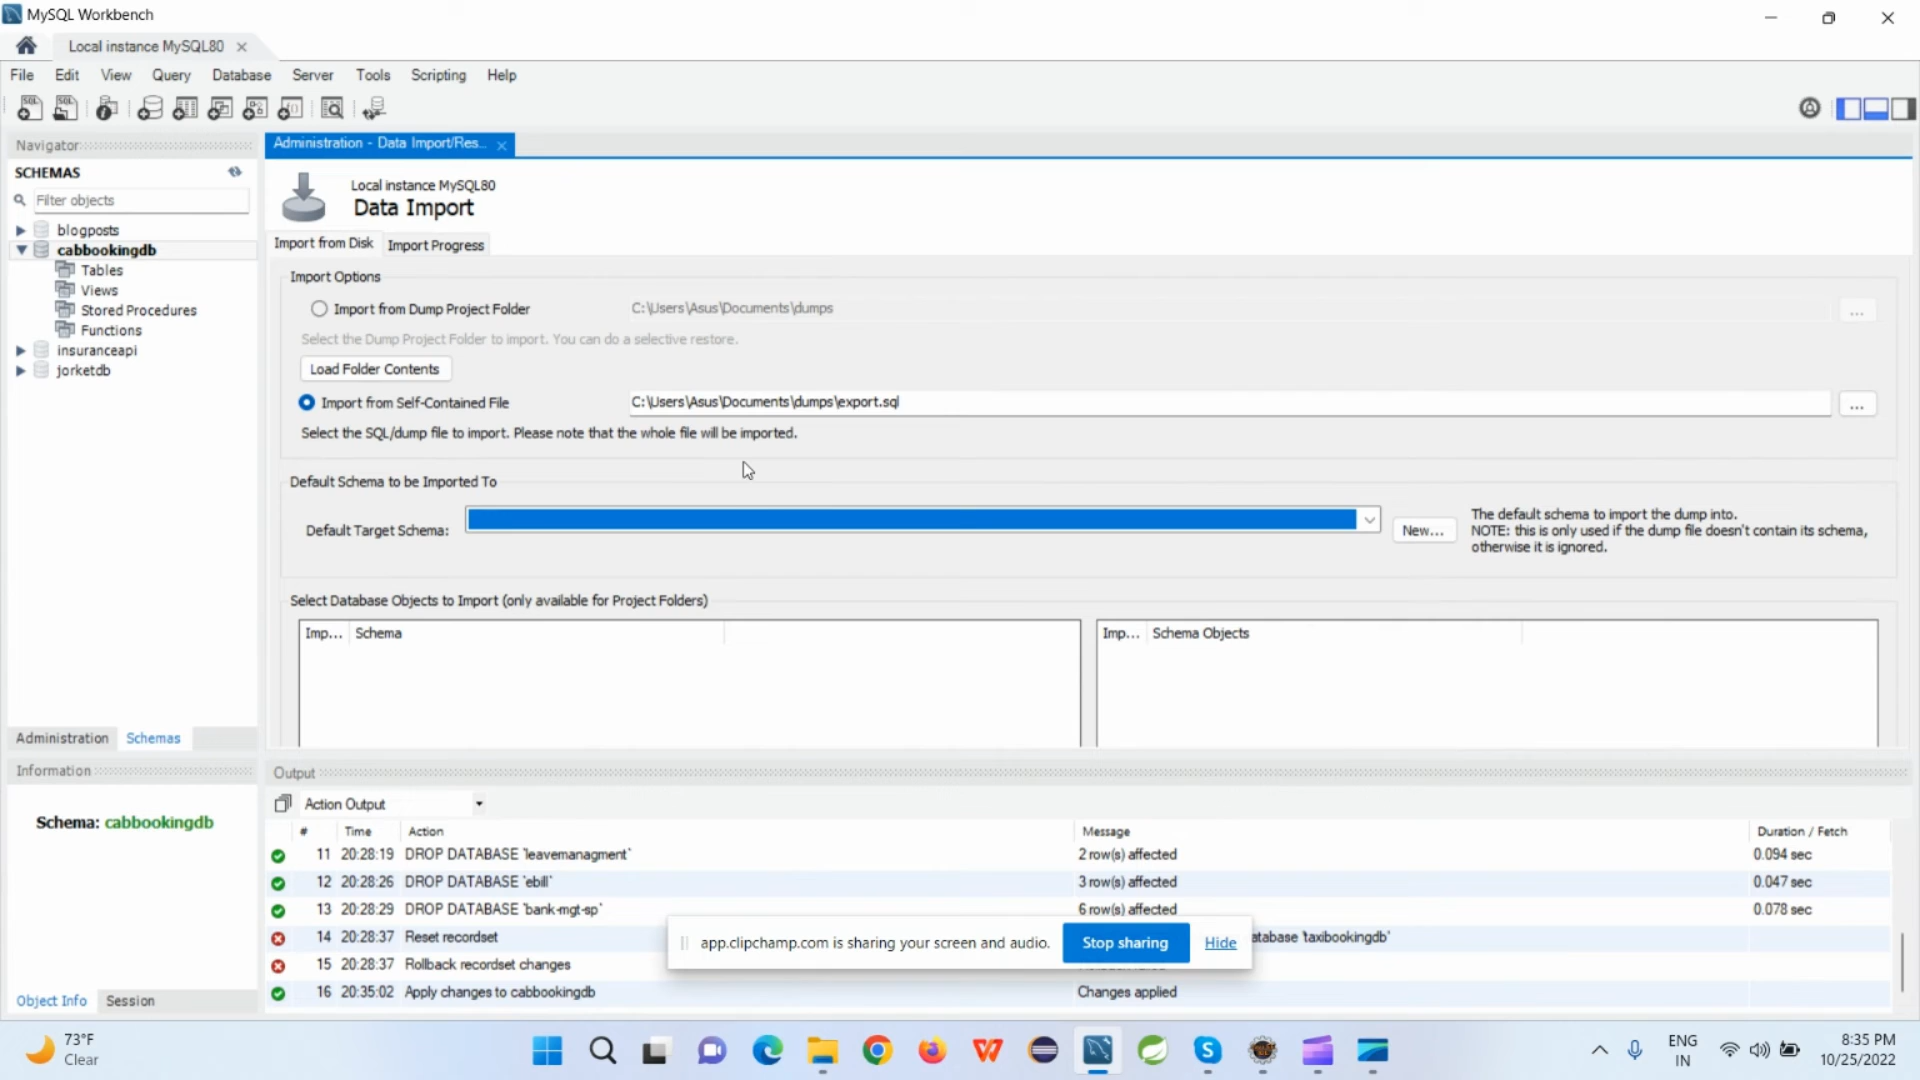 MySQL Workbench
Local instance MySQL80
File Edit View Query Database Server Tools Scripting Help
Navigator
SCHEMAS
Filter objects
blogposts
cabbookingdb
Tables
Views
Stored Procedures
Functions
insuranceapi
jorketdb
Administration Schemas
Information
Schema: cabbookingdb
Object Info Session
Administration - Data Import/Res...
Local instance MySQL80
Data Import
Import from Disk Import Progress
Import Options
Import from Dump Project Folder C:\Users\Asus\Documents\dumps ...
Select the Dump Project Folder to import. You can do a selective restore.
Load Folder Contents
Import from Self-Contained File C:\Users\Asus\Documents\dumps\export.sql ...
Select the SQL/dump file to import. Please note that the whole file will be imported.
Default Schema to be Imported To
Default Target Schema: New...
The default schema to import the dump into.
NOTE: this is only used if the dump file doesn't contain its schema,
otherwise it is ignored.
Select Database Objects to Import (only available for Project Folders)
Imp... Schema
Imp... Schema Objects
Output
Action Output
# Time Action Message Duration / Fetch
11 20:28:19 DROP DATABASE `leavemanagment` 2 row(s) affected 0.094 sec
12 20:28:26 DROP DATABASE `ebill` 3 row(s) affected 0.047 sec
13 20:28:29 DROP DATABASE `bank-mgt-sp` 6 row(s) affected 0.078 sec
14 20:28:37 Reset recordset atabase 'taxibookingdb'
15 20:28:37 Rollback recordset changes
16 20:35:02 Apply changes to cabbookingdb Changes applied
app.clipchamp.com is sharing your screen and audio. Stop sharing Hide
73°F
Clear
ENG
IN
8:35 PM
10/25/2022